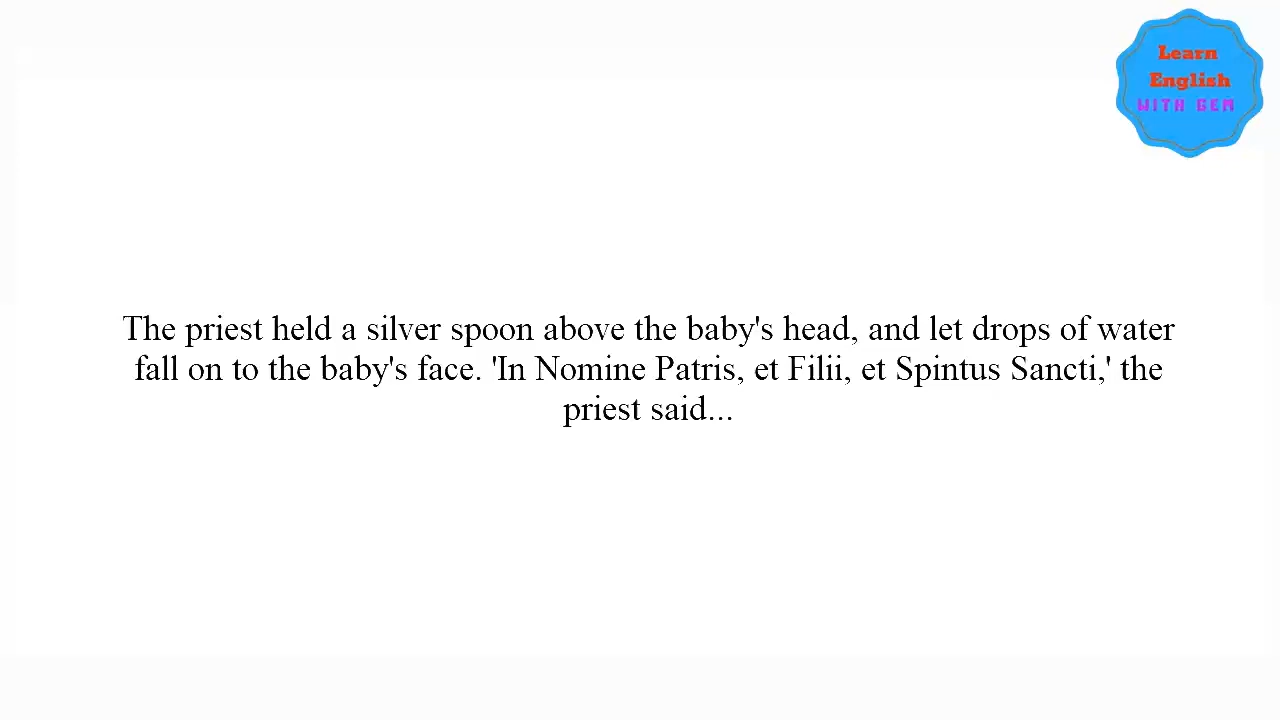 Learn
English
WITH GEM
The priest held a silver spoon above the baby's head, and let drops of water
fall on to the baby's face. 'In Nomine Patris, et Filii, et Spintus Sancti,' the
priest said...